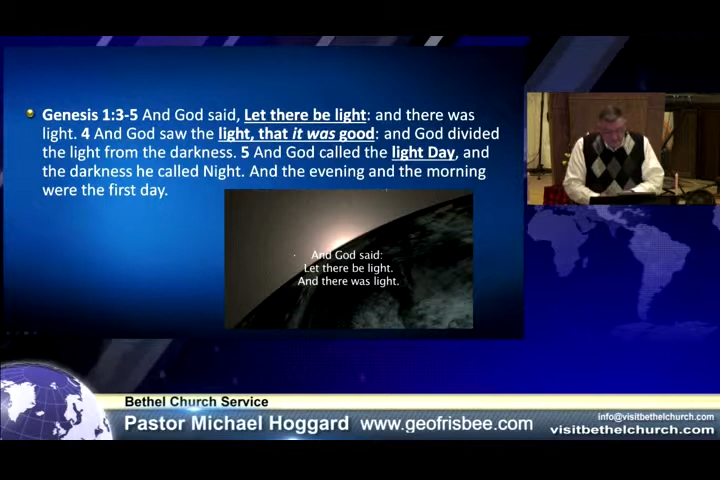 Genesis 1:3-5 And God said, Let there be light: and there was
light. 4 And God saw the light, that it was good: and God divided
the light from the darkness. 5 And God called the light Day, and
the darkness he called Night. And the evening and the morning
were the first day.
And God said:
Let there be light.
And there was light.
Bethel Church Service
Pastor Michael Hoggard www.geofrisbee.com
info@visitbethelchurch.com
visitbethelchurch.com